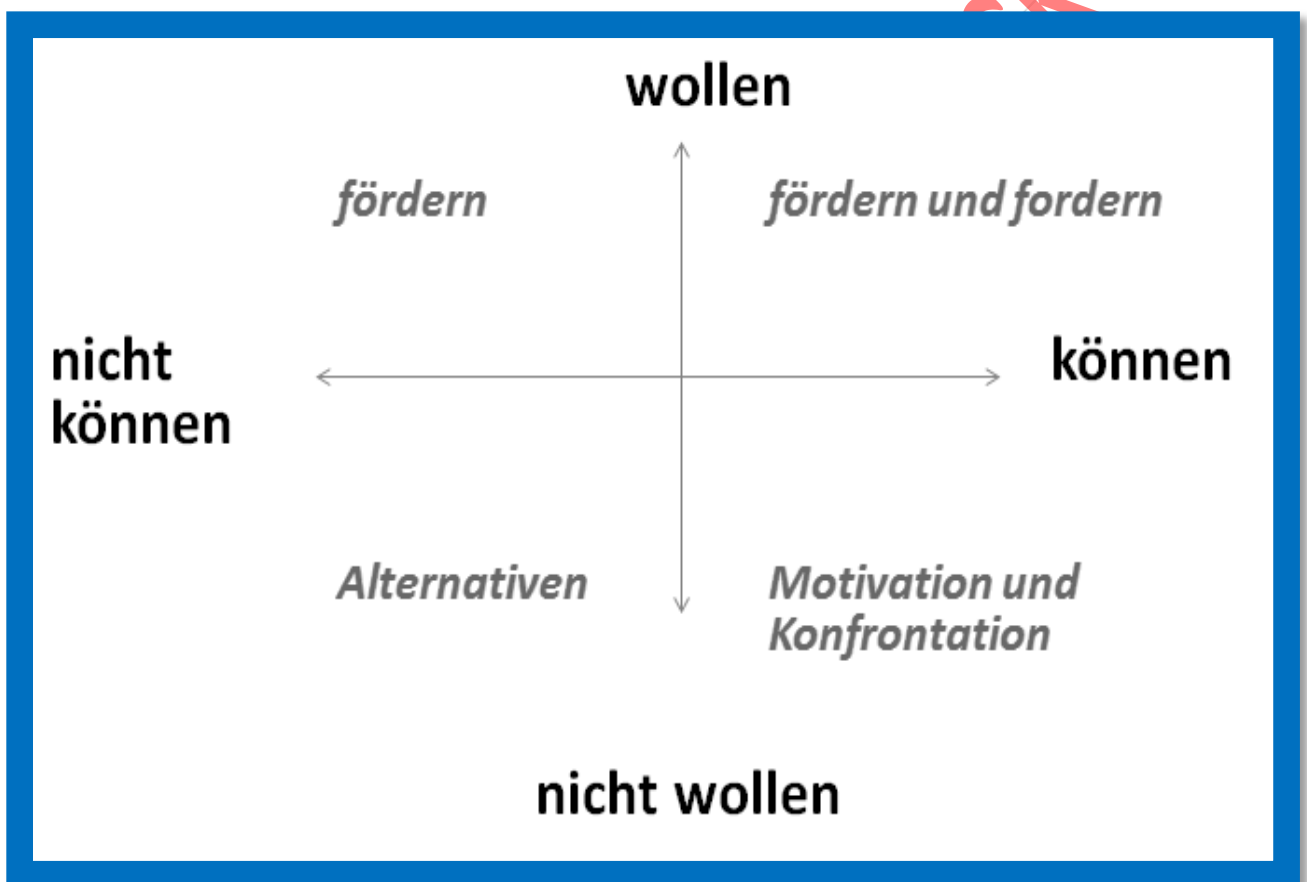 wollen
fördern
fördern und fordern
nicht
können
können
Alternativen
Motivation und
Konfrontation
nicht wollen